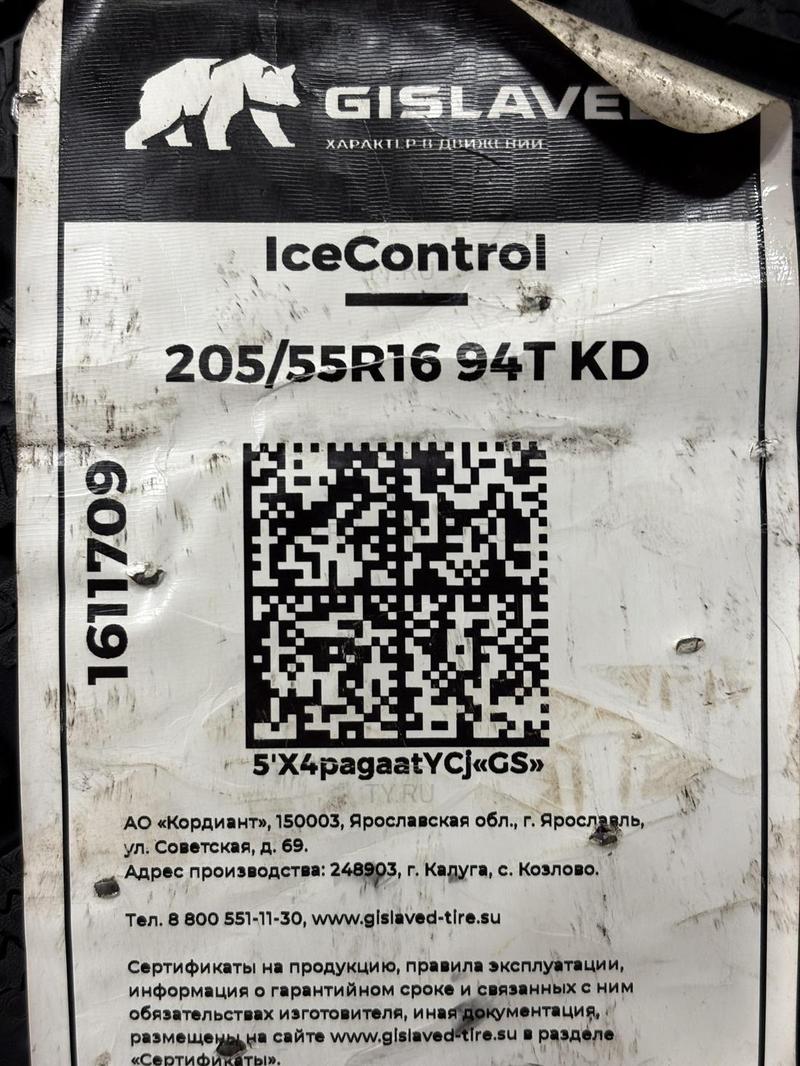 GISLAVED
ХАРАКТЕР В ДВИЖЕНИИ
IceControl
205/55R16 94T KD
1611709
5'X4pagaatYCj«GS»
TY.RU
АО «Кордиант», 150003, Ярославская обл., г. Ярославль,
ул. Советская, д. 69.
Адрес производства: 248903, г. Калуга, с. Козлово.
Тел. 8 800 551-11-30, www.gislaved-tire.su
Сертификаты на продукцию, правила эксплуатации,
информация о гарантийном сроке и связанных с ним
обязательствах изготовителя, иная документация,
размещены на сайте www.gislaved-tire.su в разделе
«Сертификаты».